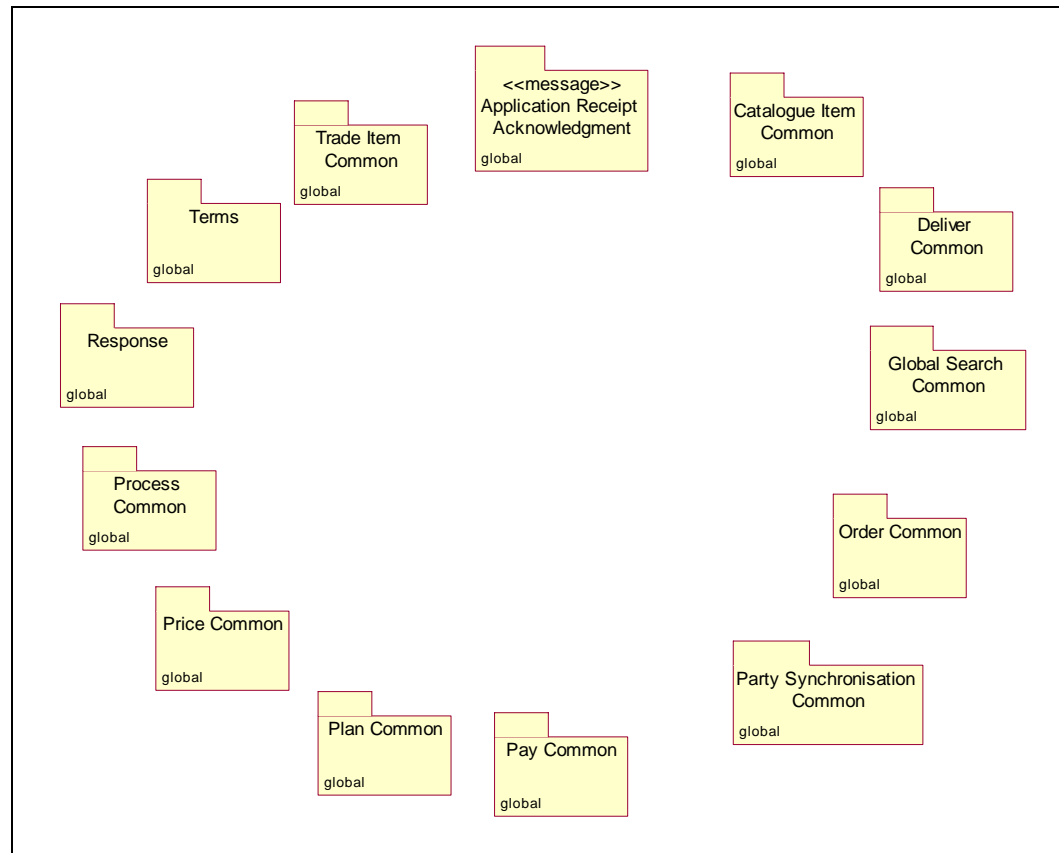 <<message>>
Application Receipt
Acknowledgment
global
Catalogue Item
Common
global
Trade Item
Common
global
Terms
global
Deliver
Common
global
Response
global
Global Search
Common
global
Process
Common
global
Order Common
global
Price Common
global
Party Synchronisation
Common
global
Plan Common
global
Pay Common
global